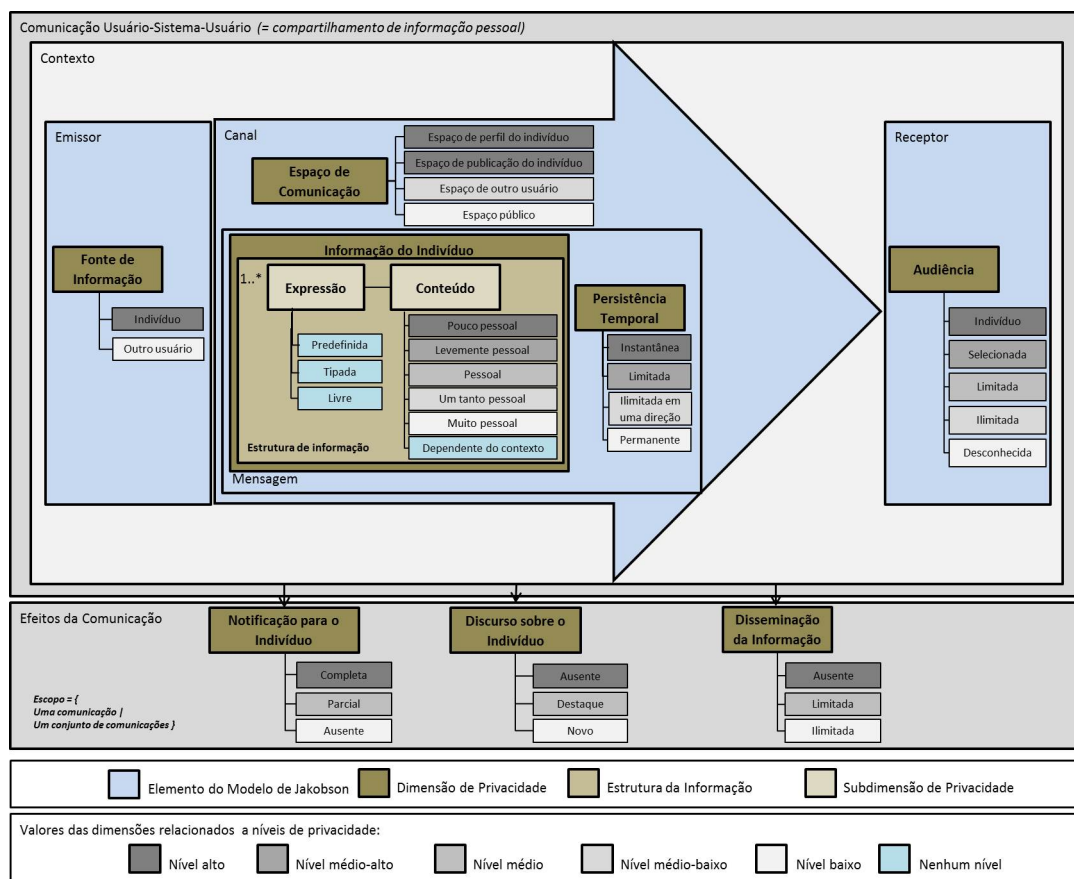 Comunicação Usuário-Sistema-Usuário (= compartilhamento de informação pessoal)
Contexto
Emissor
Fonte de
Informação
Indivíduo
Outro usuário
Canal
Espaço de
Comunicação
Espaço de perfil do indivíduo
Espaço de publicação do indivíduo
Espaço de outro usuário
Espaço público
Informação do Indivíduo
1..*
Expressão
Predefinida
Tipada
Livre
Conteúdo
Pouco pessoal
Levemente pessoal
Pessoal
Um tanto pessoal
Muito pessoal
Dependente do contexto
Estrutura de informação
Mensagem
Persistência
Temporal
Instantânea
Limitada
Ilimitada em
uma direção
Permanente
Receptor
Audiência
Indivíduo
Selecionada
Limitada
Ilimitada
Desconhecida
Efeitos da Comunicação
Escopo = {
Uma comunicação |
Um conjunto de comunicações }
Notificação para o
Indivíduo
Completa
Parcial
Ausente
Discurso sobre o
Indivíduo
Ausente
Destaque
Novo
Disseminação
da Informação
Ausente
Limitada
Ilimitada
Elemento do Modelo de Jakobson
Dimensão de Privacidade
Estrutura da Informação
Subdimensão de Privacidade
Valores das dimensões relacionados a níveis de privacidade:
Nível alto
Nível médio-alto
Nível médio
Nível médio-baixo
Nível baixo
Nenhum nível